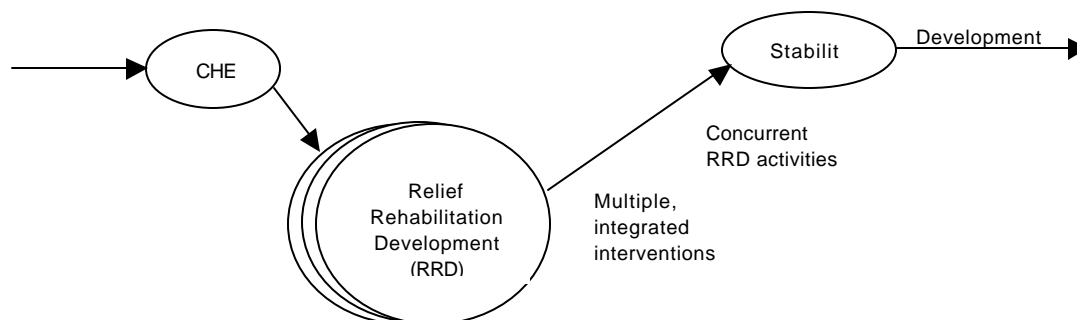 CHE
Relief
Rehabilitation
Development
(RRD)
Multiple,
integrated
interventions
Concurrent
RRD activities
Stabilit
Development